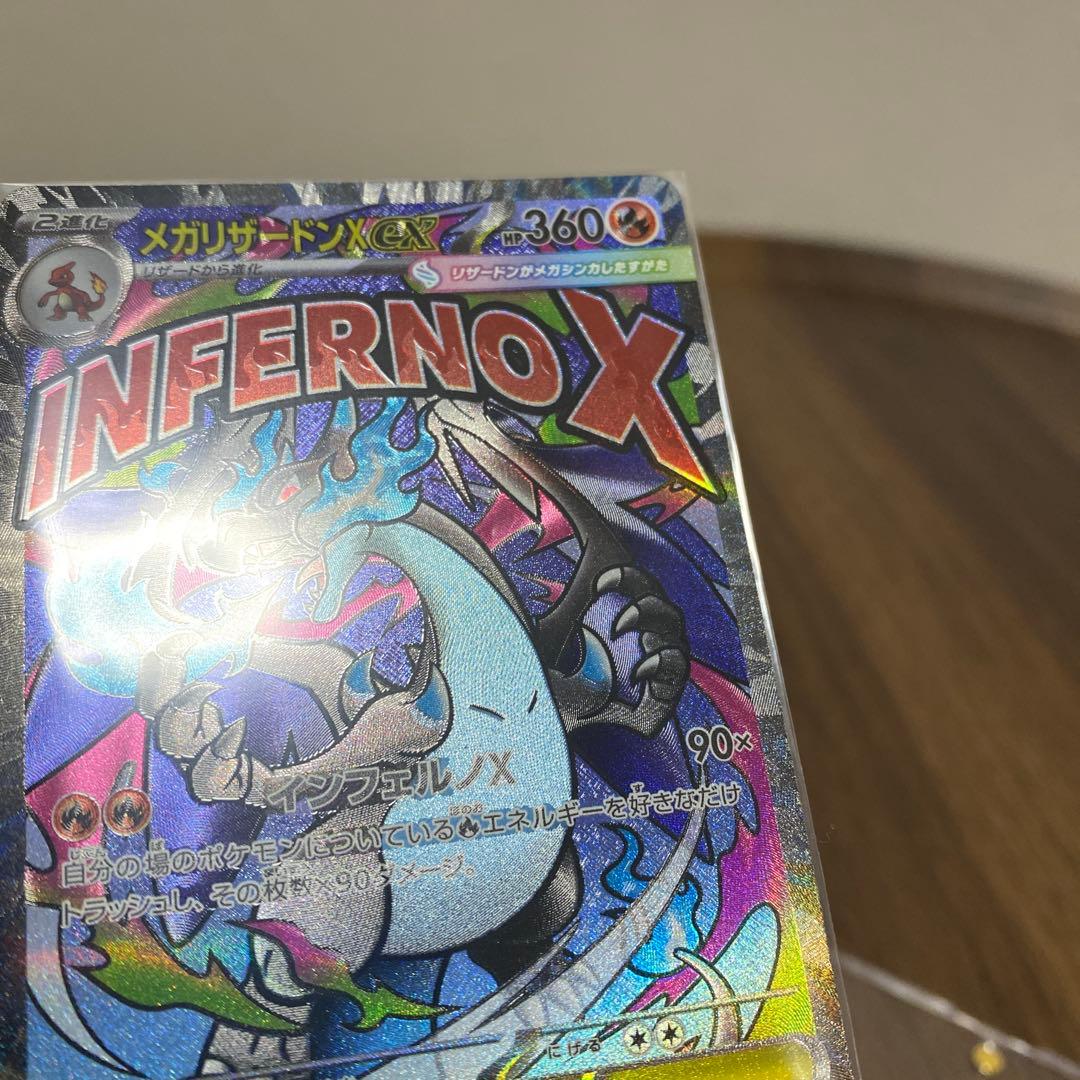 2進化
メガリザードンXex HP360
リザードから進化 リザードンがメガシンカしたすがた
INFERNO X
インフェルノX 90×
自分の場のポケモンについている エネルギーを好きなだけ
トラッシュし、その枚数×90ダメージ。
にげる